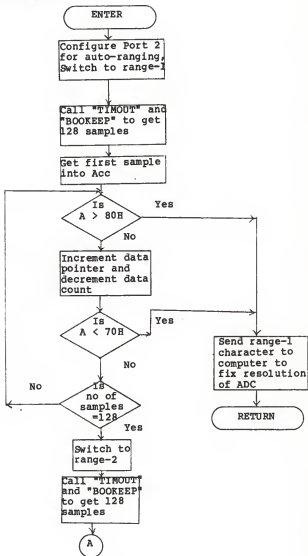 ENTER
Configure Port 2
for auto-ranging,
Switch to range-1
Call "TIMOUT" and
"BOOKEEP" to get
128 samples
Get first sample
into Acc
Is
A > 80H
Yes
No
Increment data
pointer and
decrement data
count
Is
A < 70H
Yes
No
Send range-1
character to
computer to
fix resolution
of ADC
RETURN
Is
no of
samples
=128
No
Yes
Switch to
range-2
Call "TIMOUT"
and "BOOKEEP"
to get 128
samples
A